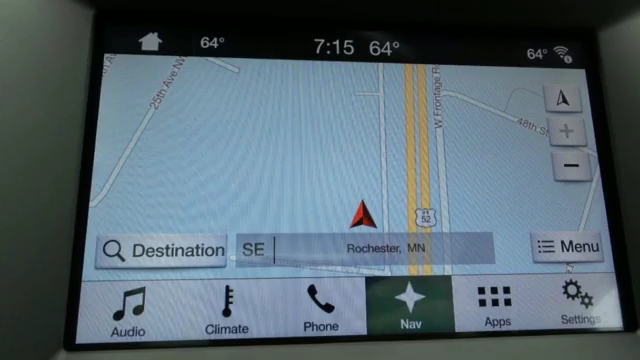 64° 7:15 64° 64°
25th Ave NW
W Frontage R
48th St
52
Destination SE Rochester, MN Menu
Audio Climate Phone Nav Apps Settings